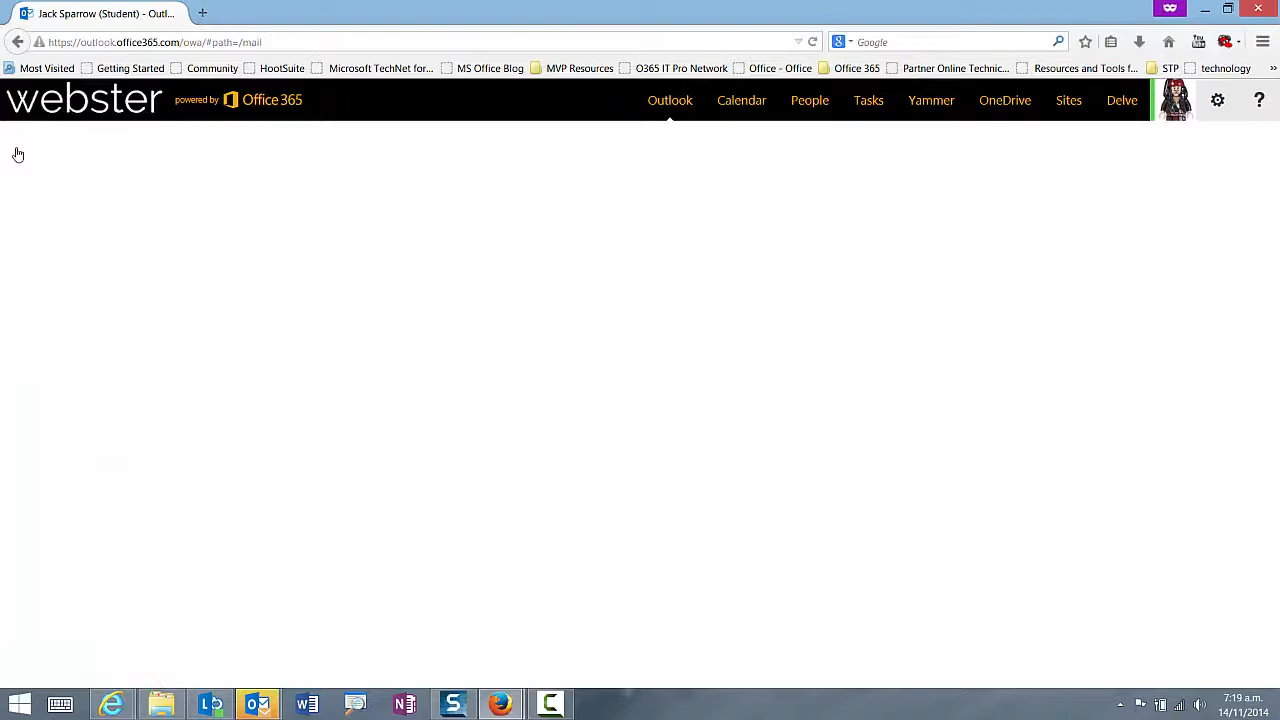 Jack Sparrow (Student) - Outl...
https://outlook.office365.com/owa/#path=/mail
Google
Most Visited Getting Started Community HootSuite Microsoft TechNet for... MS Office Blog MVP Resources O365 IT Pro Network Office - Office Office 365 Partner Online Technic... Resources and Tools f... STP technology
webster powered by Office 365 Outlook Calendar People Tasks Yammer OneDrive Sites Delve ?
7:19 a.m.
14/11/2014